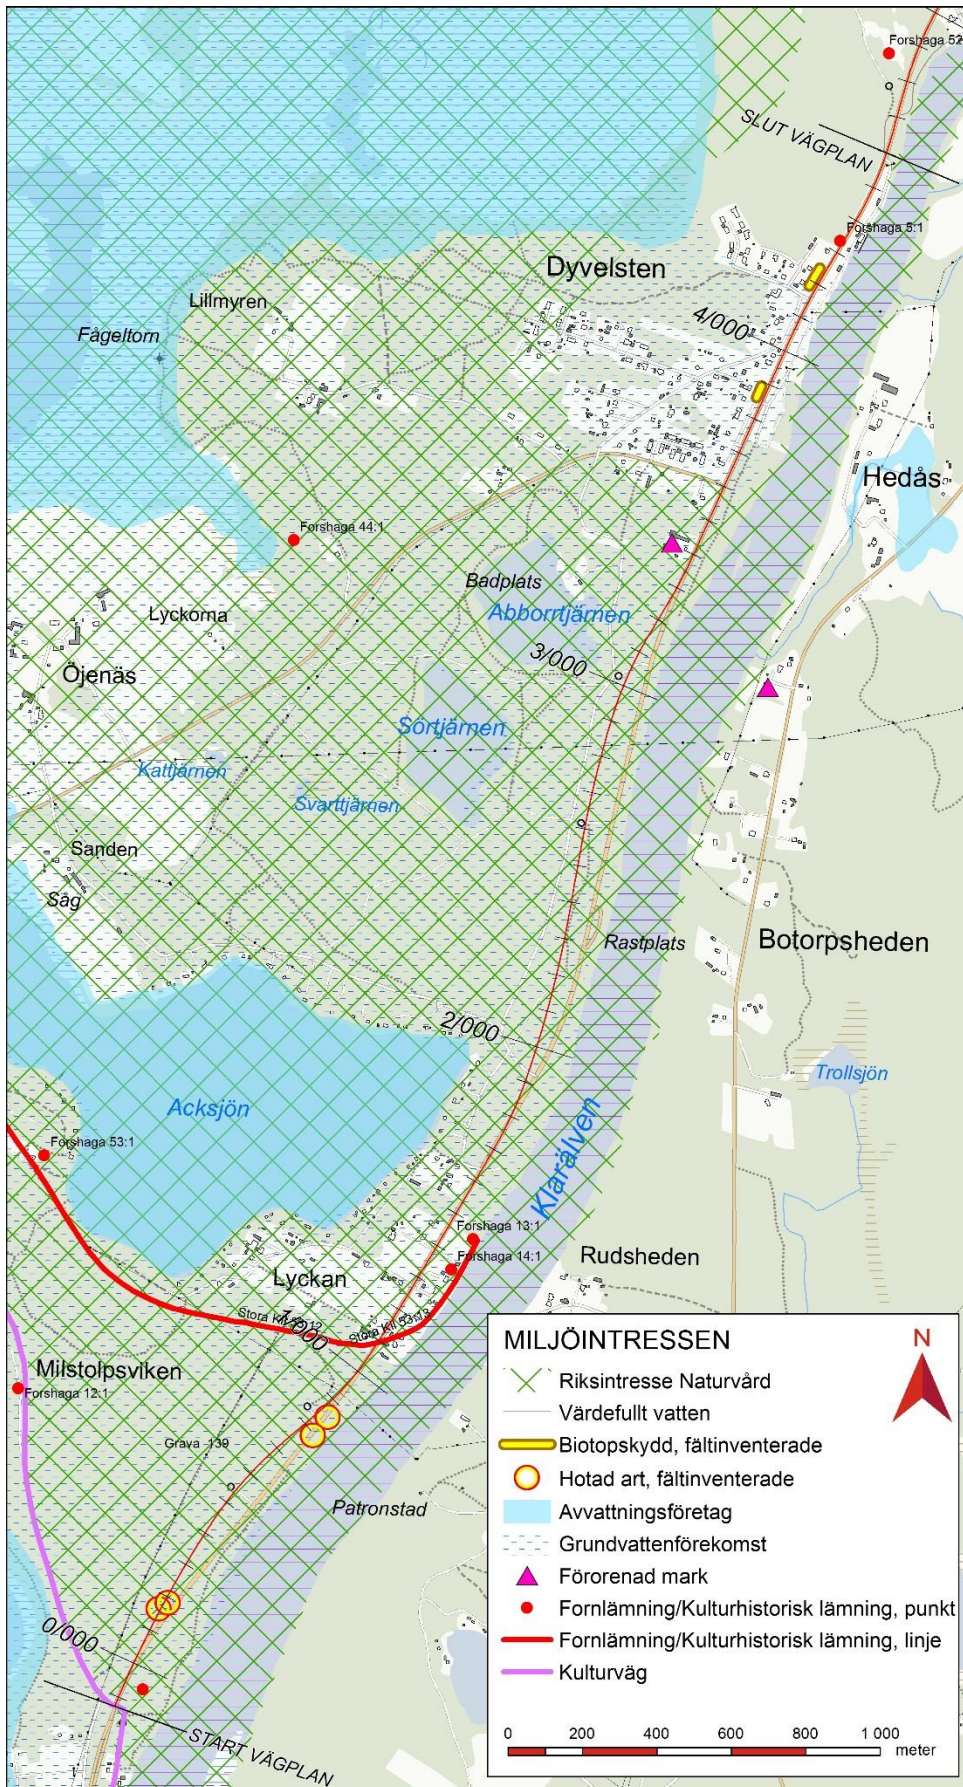 Forshaga 52
SLUT VÄGPLAN
Forshaga 5:1
Dyvelsten
Lillmyren
4/000
Fågeltorn
Hedås
Forshaga 44:1
Badplats
Lyckorna
Abborrtjärnen
3/000
Öjenäs
Sörtjärnen
Kattjärnen
Svarttjärnen
Sanden
Såg
Rastplats
Botorpsheden
2/000
Trollsjön
Acksjön
Klarälven
Forshaga 53:1
Forshaga 13:1
Rudsheden
Forshaga 14:1
Lyckan
1/000
Milstolpsviken
Forshaga 12:1
Grava 139
Patronstad
0/000
START VÄGPLAN
MILJÖINTRESSEN
N
Riksintresse Naturvård
Värdefullt vatten
Biotopskydd, fältinventerade
Hotad art, fältinventerade
Avvattningsföretag
Grundvattenförekomst
Förorenad mark
Fornlämning/Kulturhistorisk lämning, punkt
Fornlämning/Kulturhistorisk lämning, linje
Kulturväg
0 200 400 600 800 1 000
meter